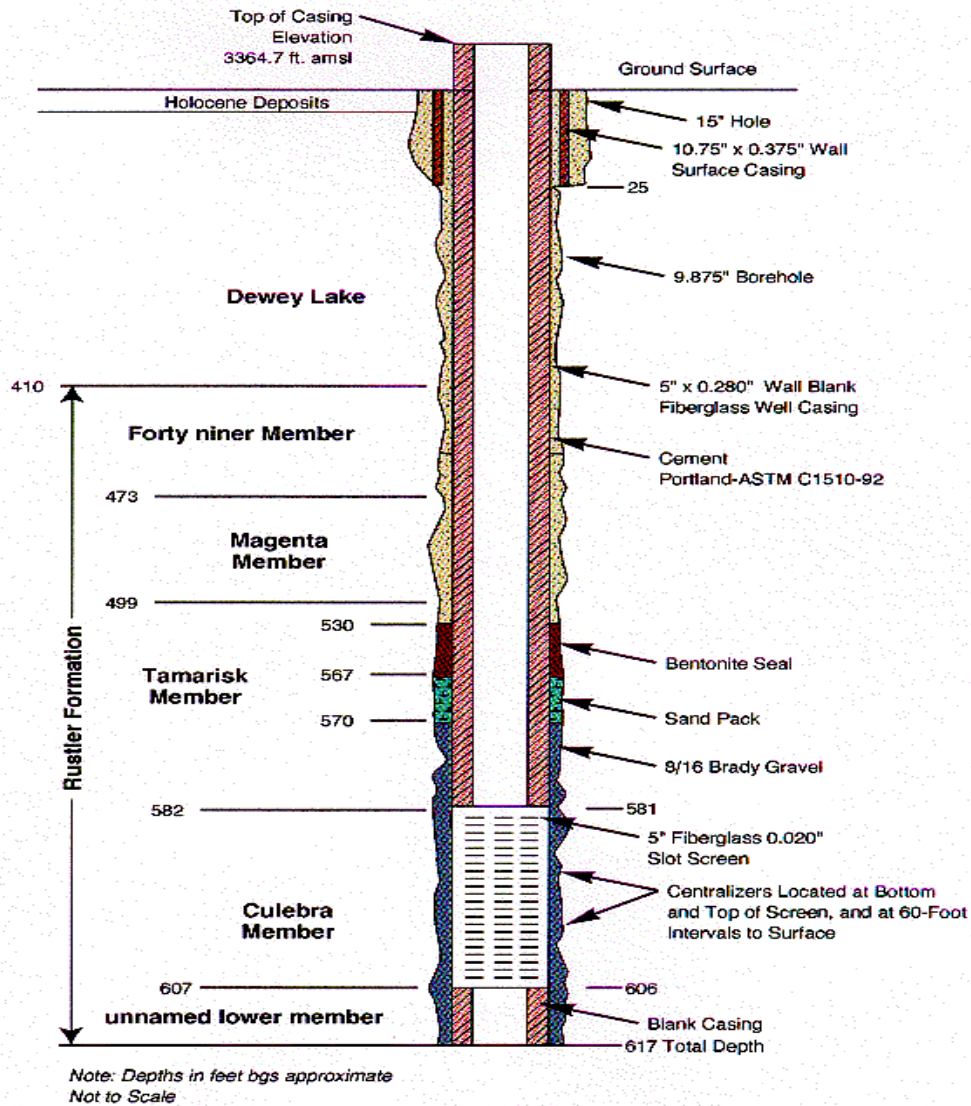 Top of Casing
Elevation
3364.7 ft. amsl
Ground Surface
Holocene Deposits
15" Hole
10.75" x 0.375" Wall
Surface Casing
25
9.875" Borehole
Dewey Lake
410
5" x 0.280" Wall Blank
Fiberglass Well Casing
Forty niner Member
Cement
Portland-ASTM C1510-92
473
Magenta
Member
499
530
Bentonite Seal
Tamarisk
Member
567
Sand Pack
570
Rustler Formation
8/16 Brady Gravel
582
581
5" Fiberglass 0.020"
Slot Screen
Centralizers Located at Bottom
and Top of Screen, and at 60-Foot
Intervals to Surface
Culebra
Member
607
606
unnamed lower member
Blank Casing
617 Total Depth
Note: Depths in feet bgs approximate
Not to Scale